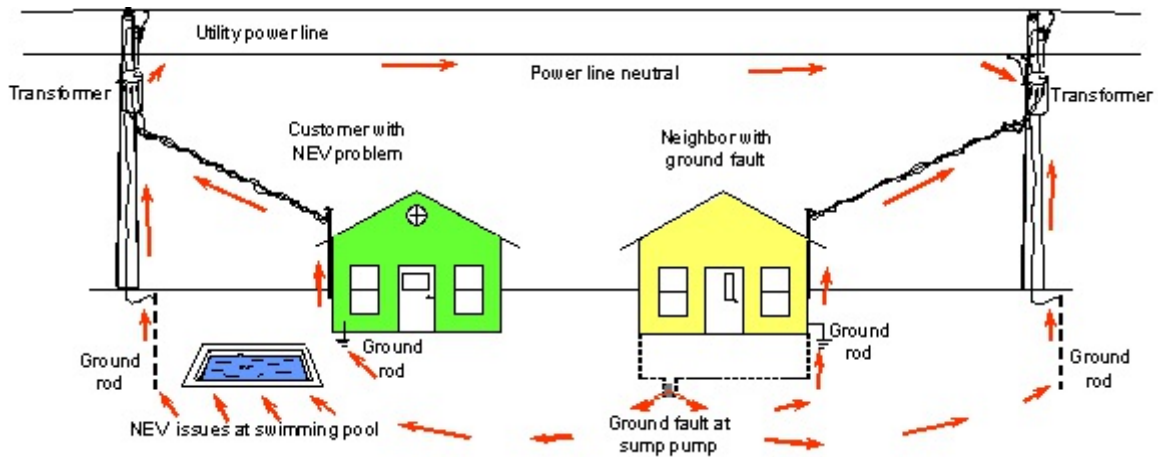 Utility power line
Power line neutral
Transformer
Transformer
Customer with
NEV problem
Neighbor with
ground fault
Ground
rod
Ground
rod
Ground
rod
Ground
rod
NEV issues at swimming pool
Ground fault at
sump pump